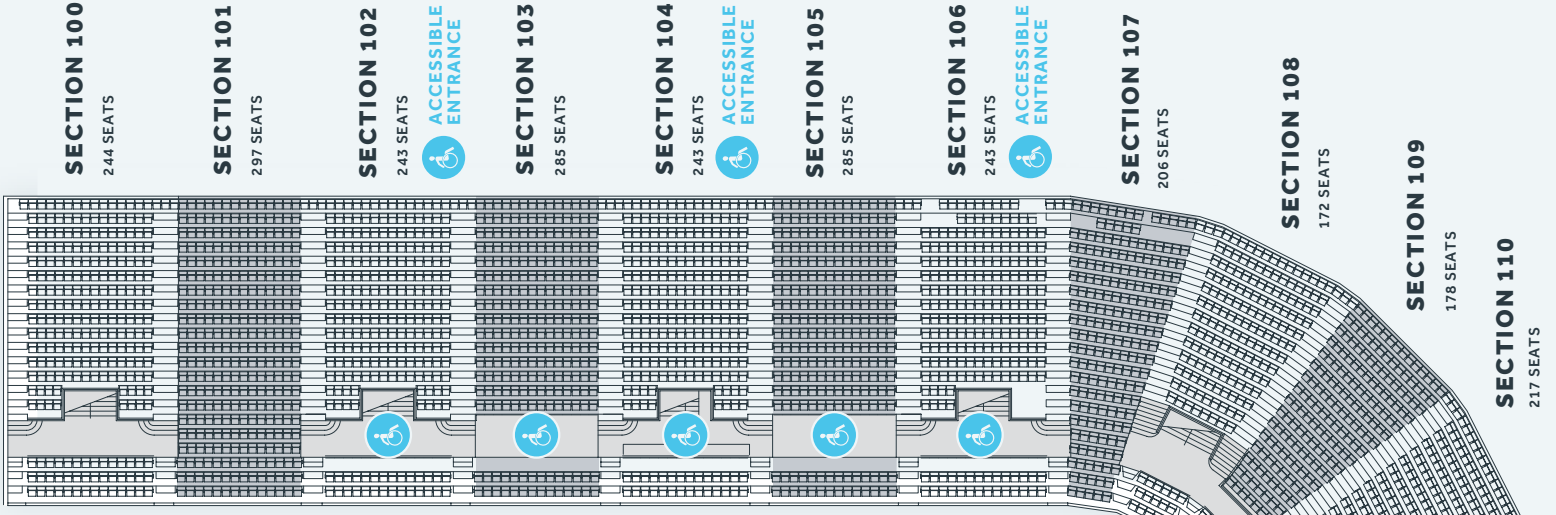 SECTION 100
244 SEATS
SECTION 101
297 SEATS
SECTION 102
243 SEATS
ACCESSIBLE
ENTRANCE
SECTION 103
285 SEATS
SECTION 104
243 SEATS
ACCESSIBLE
ENTRANCE
SECTION 105
285 SEATS
SECTION 106
243 SEATS
ACCESSIBLE
ENTRANCE
SECTION 107
206 SEATS
SECTION 108
172 SEATS
SECTION 109
178 SEATS
SECTION 110
217 SEATS